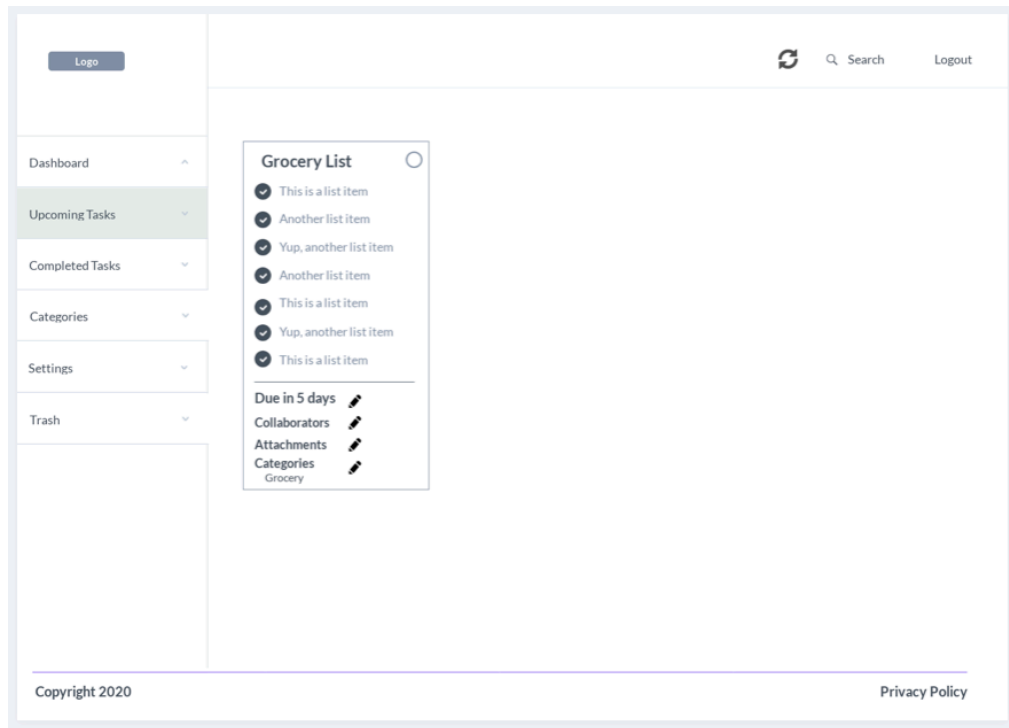 Logo
Search Logout
Dashboard
Upcoming Tasks
Completed Tasks
Categories
Settings
Trash
Grocery List
This is a list item
Another list item
Yup, another list item
Another list item
This is a list item
Yup, another list item
This is a list item
Due in 5 days
Collaborators
Attachments
Categories
Grocery
Copyright 2020 Privacy Policy